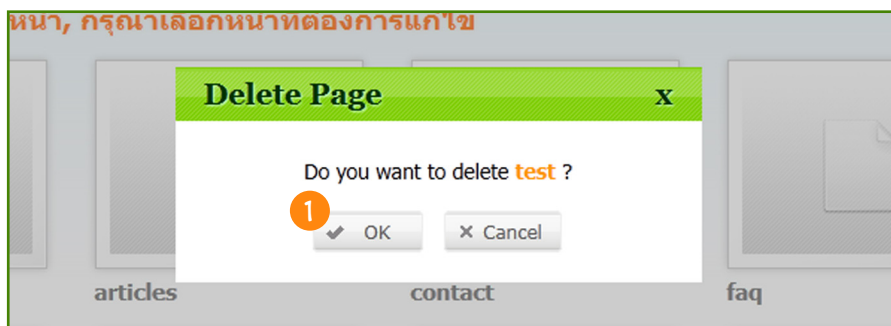 หน้า, กรุณาเลือกหน้าที่ต้องการแก้ไข
Delete Page x
Do you want to delete test ?
1
OK Cancel
articles contact faq